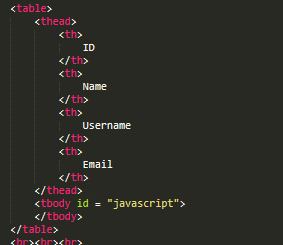 <table>
<thead>
<th>
ID
</th>
<th>
Name
</th>
<th>
Username
</th>
<th>
Email
</th>
</thead>
<tbody id = "javascript">
</tbody>
</table>
<br><br><br>